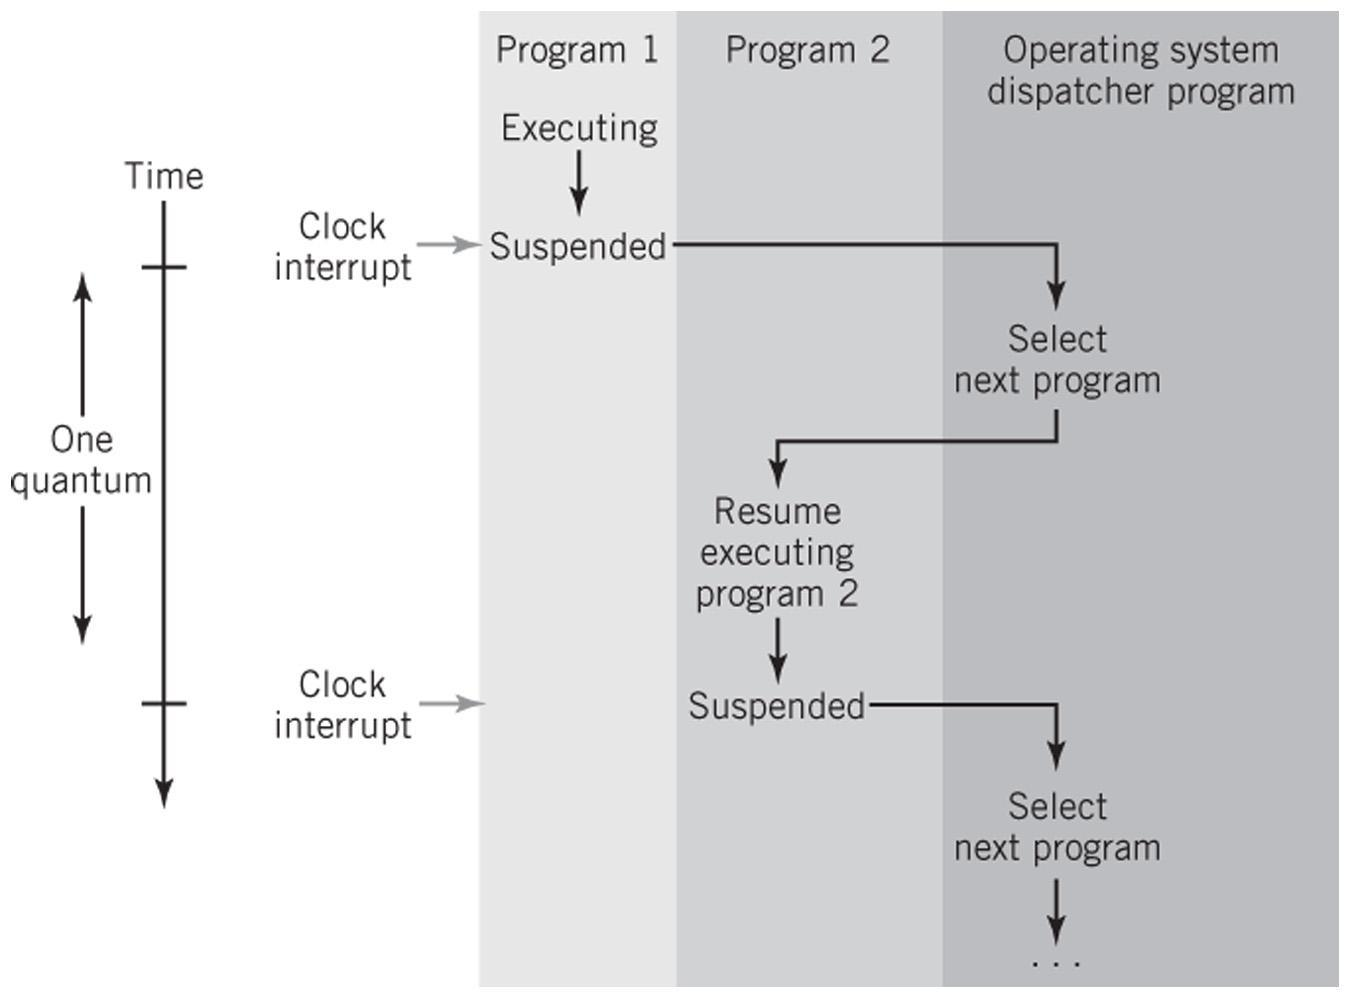 Program 1
Program 2
Operating system
dispatcher program
Executing
Time
Clock
interrupt
Suspended
Select
next program
One
quantum
Resume
executing
program 2
Clock
interrupt
Suspended
Select
next program
. . .